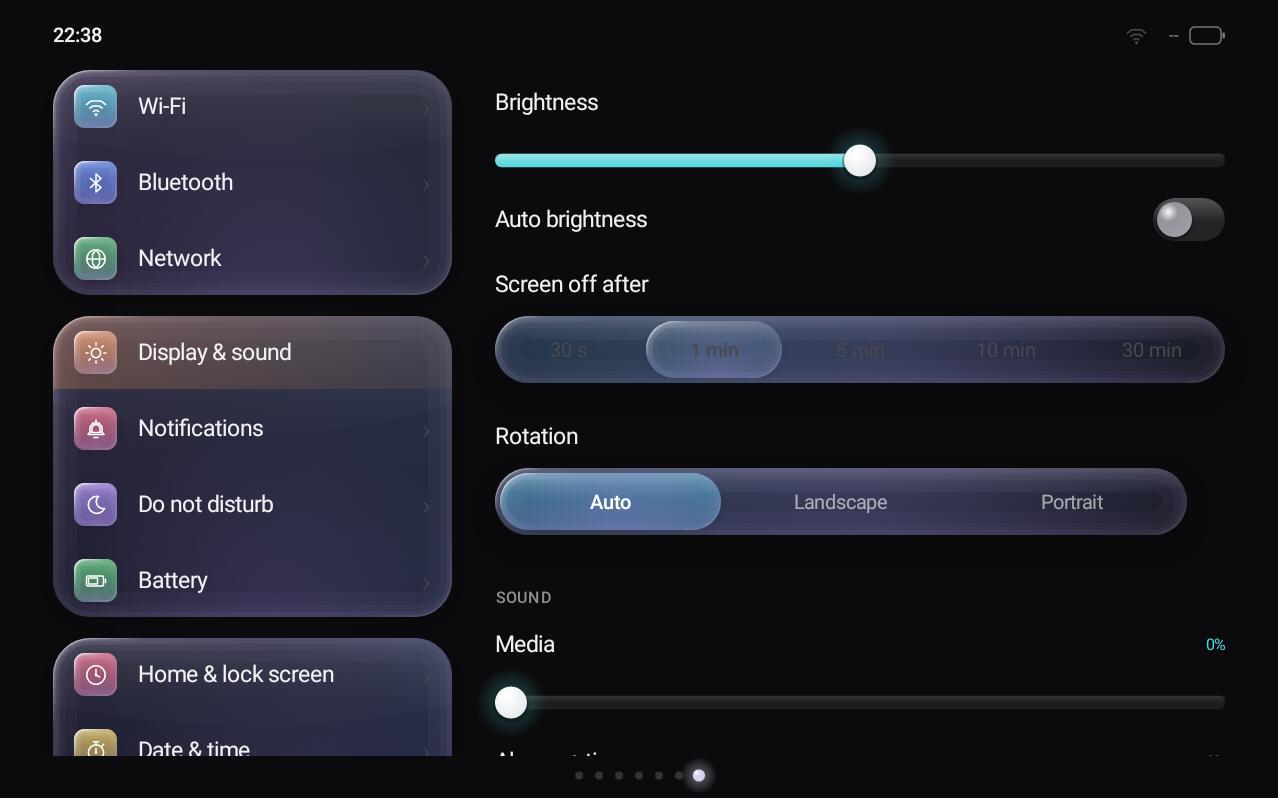 22:38
--
Wi-Fi
Bluetooth
Network
Display & sound
Notifications
Do not disturb
Battery
Home & lock screen
Date & time
Brightness
Auto brightness
Screen off after
30 s 1 min 5 min 10 min 30 min
Rotation
Auto Landscape Portrait
SOUND
Media 0%